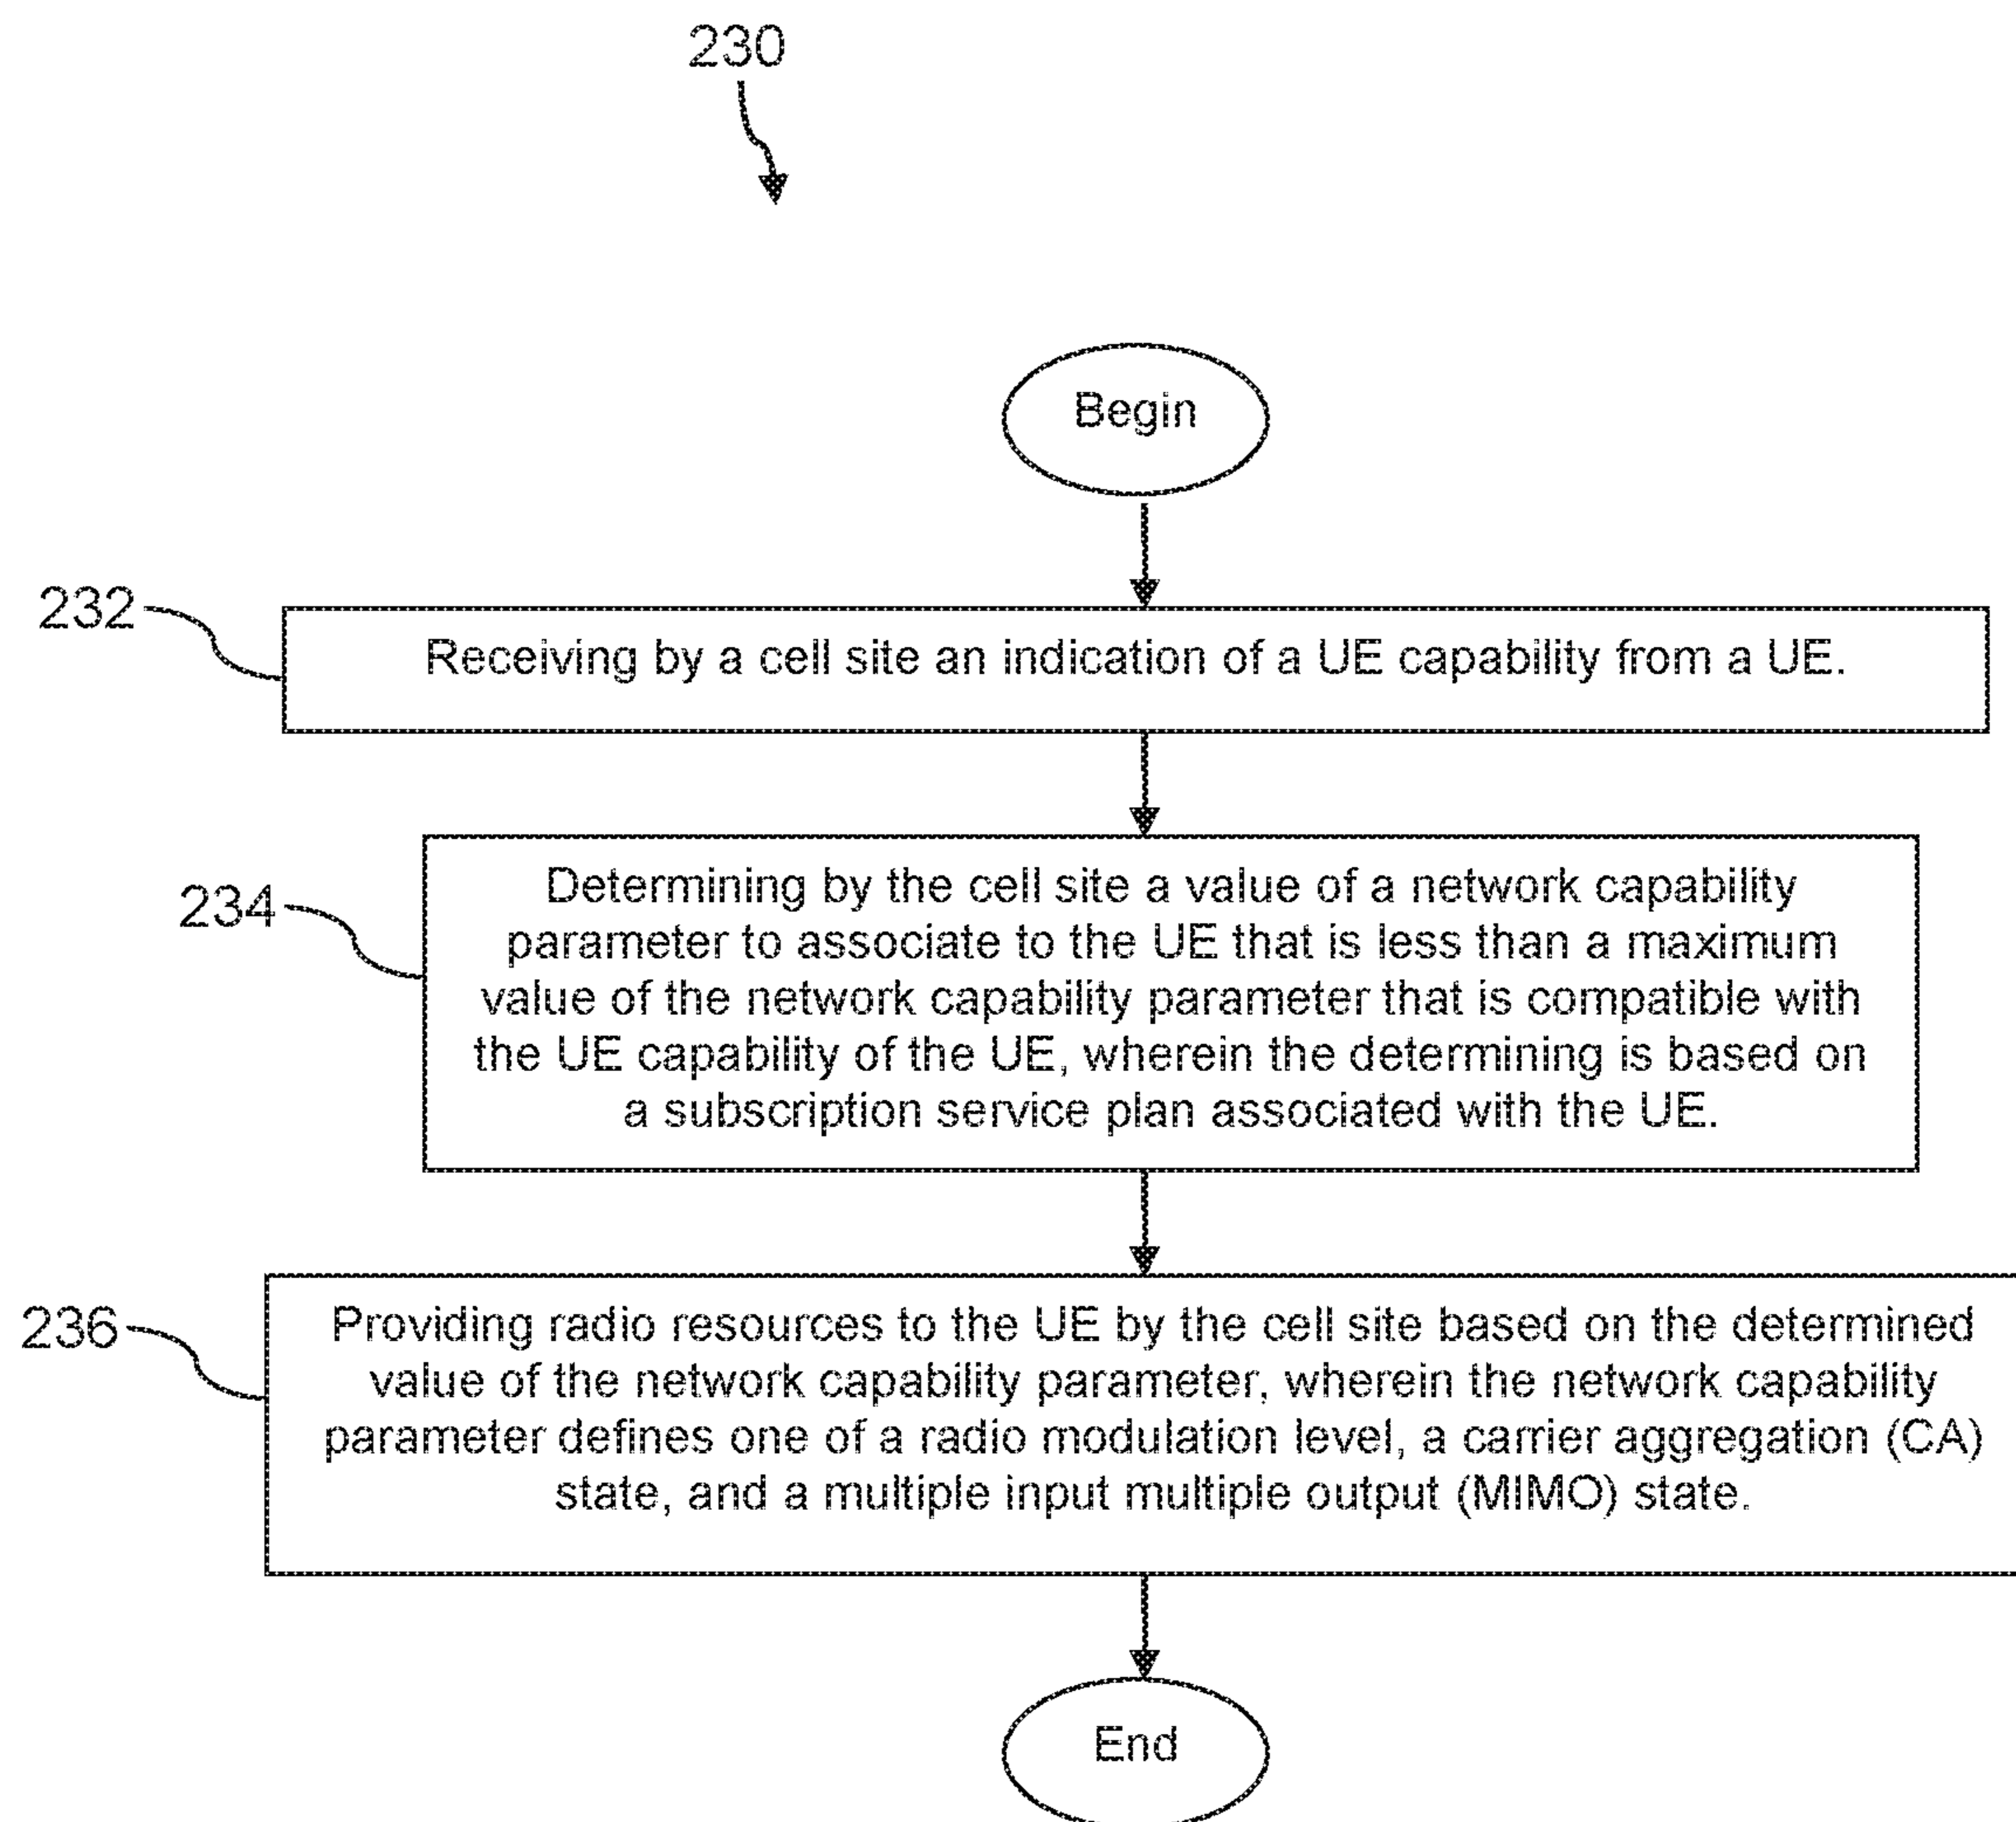 230
Begin
232
Receiving by a cell site an indication of a UE capability from a UE.
234
Determining by the cell site a value of a network capability
parameter to associate to the UE that is less than a maximum
value of the network capability parameter that is compatible with
the UE capability of the UE, wherein the determining is based on
a subscription service plan associated with the UE.
236
Providing radio resources to the UE by the cell site based on the determined
value of the network capability parameter, wherein the network capability
parameter defines one of a radio modulation level, a carrier aggregation (CA)
state, and a multiple input multiple output (MIMO) state.
End